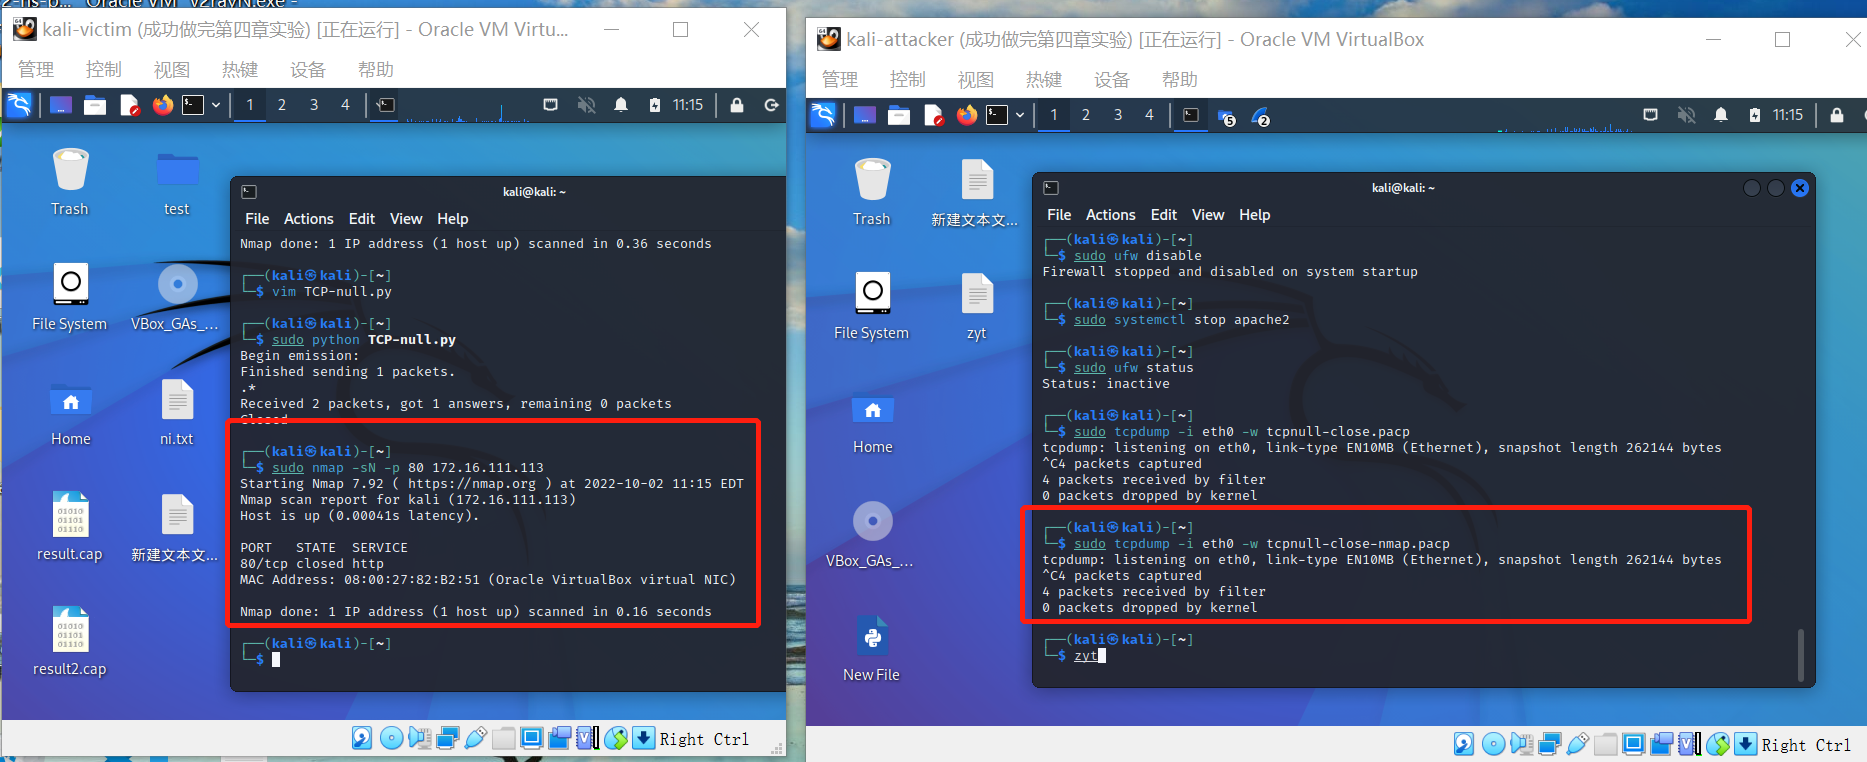 2-ns-p... Oracle VM v2rayN.exe -
kali-victim (成功做完第四章实验) [正在运行] - Oracle VM Virtu...
管理 控制 视图 热键 设备 帮助
1 2 3 4
11:15
Trash
test
File System
VBox_GAs_...
Home
ni.txt
result.cap
新建文本文...
result2.cap
kali@kali: ~
File Actions Edit View Help
Nmap done: 1 IP address (1 host up) scanned in 0.36 seconds
┌──(kali㉿kali)-[~]
└─$ vim TCP-null.py
┌──(kali㉿kali)-[~]
└─$ sudo python TCP-null.py
Begin emission:
Finished sending 1 packets.
.*
Received 2 packets, got 1 answers, remaining 0 packets
Closed
┌──(kali㉿kali)-[~]
└─$ sudo nmap -sN -p 80 172.16.111.113
Starting Nmap 7.92 ( https://nmap.org ) at 2022-10-02 11:15 EDT
Nmap scan report for kali (172.16.111.113)
Host is up (0.00041s latency).
PORT   STATE  SERVICE
80/tcp closed http
MAC Address: 08:00:27:82:B2:51 (Oracle VirtualBox virtual NIC)
Nmap done: 1 IP address (1 host up) scanned in 0.16 seconds
┌──(kali㉿kali)-[~]
└─$
Right Ctrl
kali-attacker (成功做完第四章实验) [正在运行] - Oracle VM VirtualBox
管理 控制 视图 热键 设备 帮助
1 2 3 4
5
2
11:15
Trash
新建文本文...
File System
zyt
Home
VBox_GAs_...
New File
kali@kali: ~
File Actions Edit View Help
┌──(kali㉿kali)-[~]
└─$ sudo ufw disable
Firewall stopped and disabled on system startup
┌──(kali㉿kali)-[~]
└─$ sudo systemctl stop apache2
┌──(kali㉿kali)-[~]
└─$ sudo ufw status
Status: inactive
┌──(kali㉿kali)-[~]
└─$ sudo tcpdump -i eth0 -w tcpnull-close.pacp
tcpdump: listening on eth0, link-type EN10MB (Ethernet), snapshot length 262144 bytes
^C4 packets captured
4 packets received by filter
0 packets dropped by kernel
┌──(kali㉿kali)-[~]
└─$ sudo tcpdump -i eth0 -w tcpnull-close-nmap.pacp
tcpdump: listening on eth0, link-type EN10MB (Ethernet), snapshot length 262144 bytes
^C4 packets captured
4 packets received by filter
0 packets dropped by kernel
┌──(kali㉿kali)-[~]
└─$ zyt
Right Ctrl